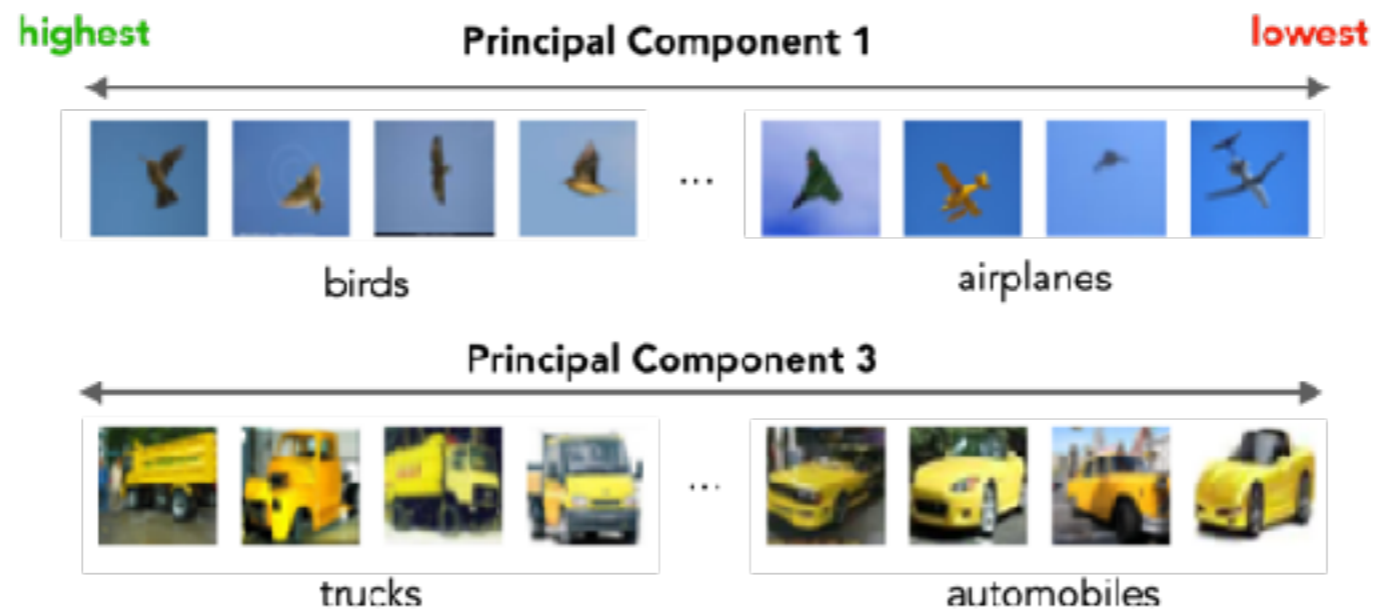 highest
Principal Component 1
lowest
...
birds
airplanes
Principal Component 3
...
trucks
automobiles